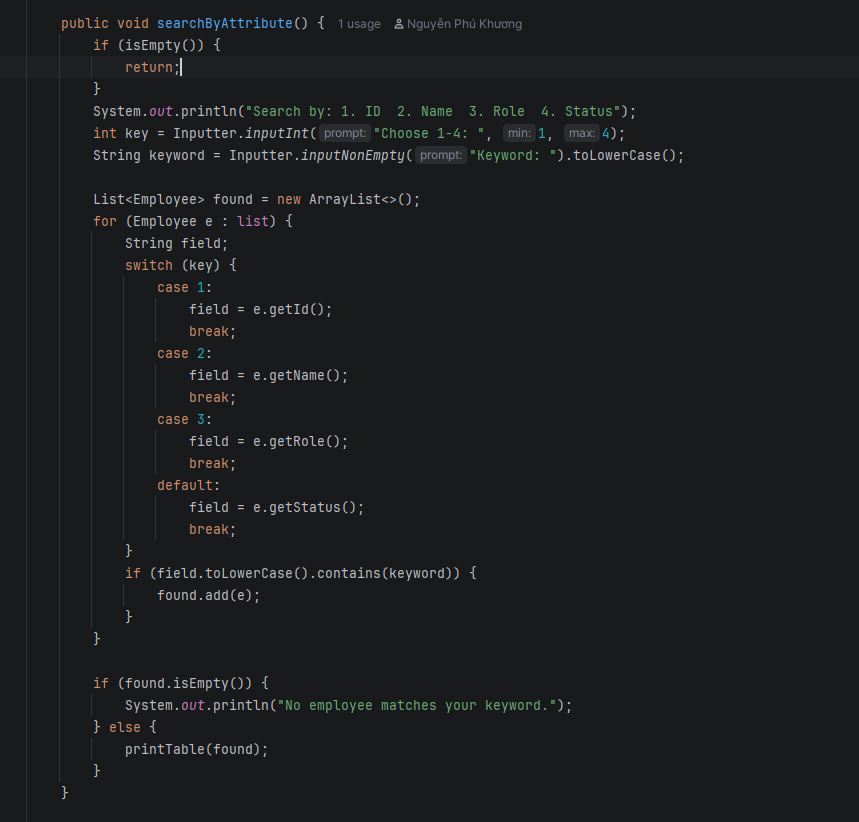 public void searchByAttribute() {  1 usage  Nguyễn Phú Khương
    if (isEmpty()) {
        return;
    }
    System.out.println("Search by: 1. ID  2. Name  3. Role  4. Status");
    int key = Inputter.inputInt( prompt: "Choose 1-4: ",  min: 1,  max: 4);
    String keyword = Inputter.inputNonEmpty( prompt: "Keyword: ").toLowerCase();

    List<Employee> found = new ArrayList<>();
    for (Employee e : list) {
        String field;
        switch (key) {
            case 1:
                field = e.getId();
                break;
            case 2:
                field = e.getName();
                break;
            case 3:
                field = e.getRole();
                break;
            default:
                field = e.getStatus();
                break;
        }
        if (field.toLowerCase().contains(keyword)) {
            found.add(e);
        }
    }

    if (found.isEmpty()) {
        System.out.println("No employee matches your keyword.");
    } else {
        printTable(found);
    }
}